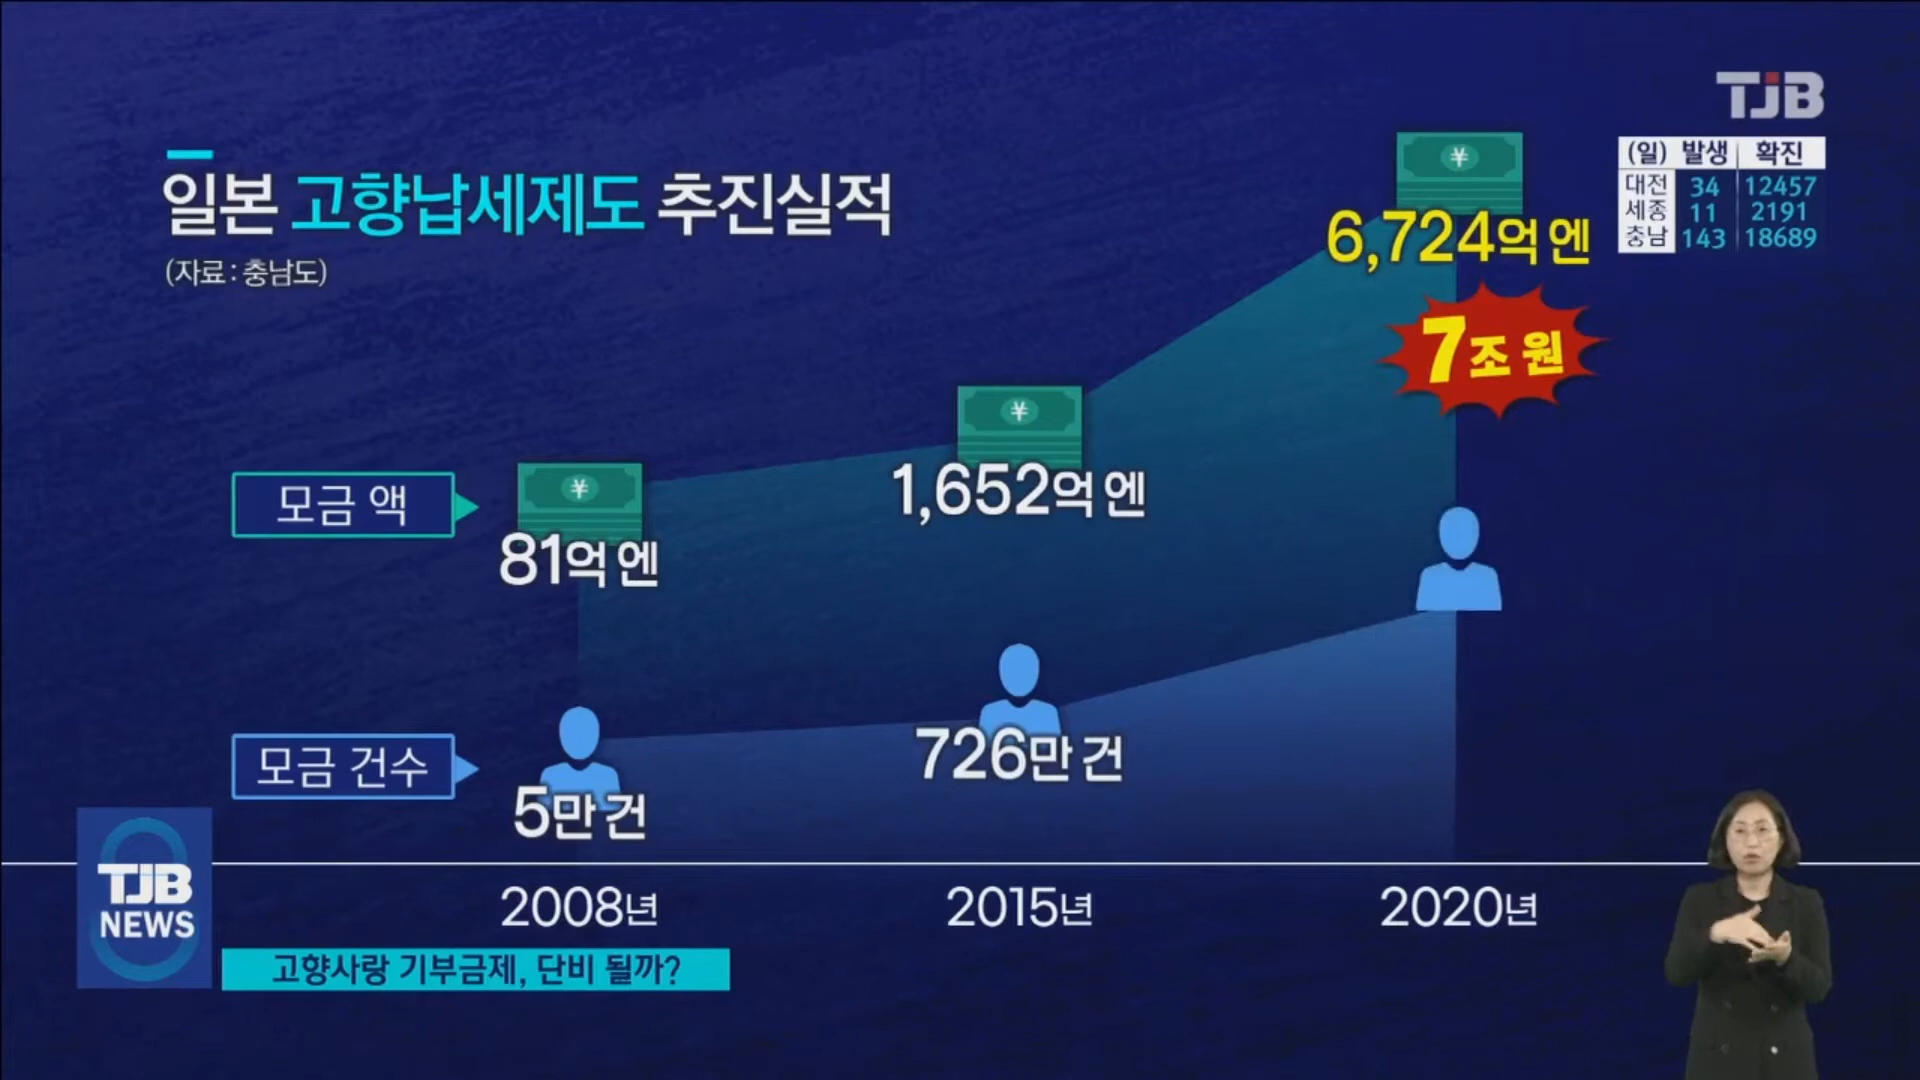 TJB
(일) 발생 확진
대전 34 12457
세종 11 2191
충남 143 18689
일본 고향납세제도 추진실적
(자료 : 충남도)
¥
6,724억 엔
7조 원
¥
1,652억 엔
모금 액
¥
81억 엔
모금 건수
726만 건
5만 건
2008년 2015년 2020년
TJB
NEWS
고향사랑 기부금제, 단비 될까?